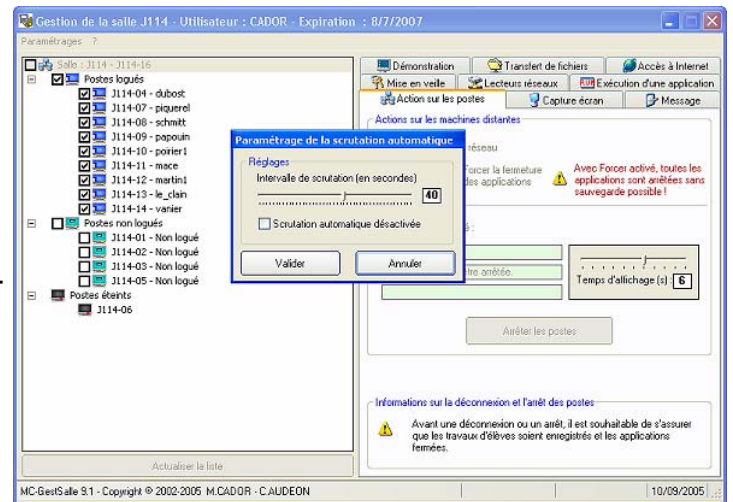 Gestion de la salle J114 - Utilisateur : CADOR - Expiration : 8/7/2007
Paramétrages ?
Salle : J114 - J114-16
Postes logués
J114-04 - dubost
J114-07 - piquerel
J114-08 - schmitt
J114-09 - papouin
J114-10 - poirier1
J114-11 - mace
J114-12 - martin1
J114-13 - le_clain
J114-14 - vanier
Postes non logués
J114-01 - Non logué
J114-02 - Non logué
J114-03 - Non logué
J114-05 - Non logué
Postes éteints
J114-06
Actualiser la liste
Démonstration
Transfert de fichiers
Accès à Internet
Mise en veille
Lecteurs réseaux
RUN Exécution d'une application
Action sur les postes
Capture écran
Message
Actions sur les machines distantes
réseau
Forcer la fermeture
des applications
Avec Forcer activé, toutes les
applications sont arrêtées sans
sauvegarde possible !
é :
être arrêtée.
Temps d'affichage (s) : 6
Arrêter les postes
Paramétrage de la scrutation automatique
Réglages
Intervalle de scrutation (en secondes)
40
Scrutation automatique désactivée
Valider
Annuler
Informations sur la déconnexion et l'arrêt des postes
Avant une déconnexion ou un arrêt, il est souhaitable de s'assurer
que les travaux d'élèves soient enregistrés et les applications
fermées.
MC-GestSalle 9.1 - Copyright © 2002-2005 M.CADOR - C.AUDEON
10/09/2005